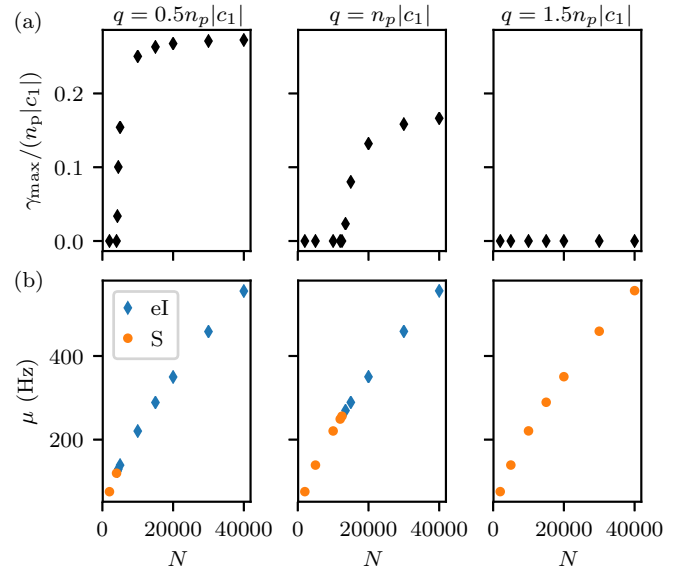 (a)
q = 0.5n_p|c_1|
q = n_p|c_1|
q = 1.5n_p|c_1|
γ_max/(n_p|c_1|)
0.2
0.1
0.0
(b)
eI
S
μ (Hz)
400
200
0 20000 40000
0 20000 40000
0 20000 40000
N
N
N